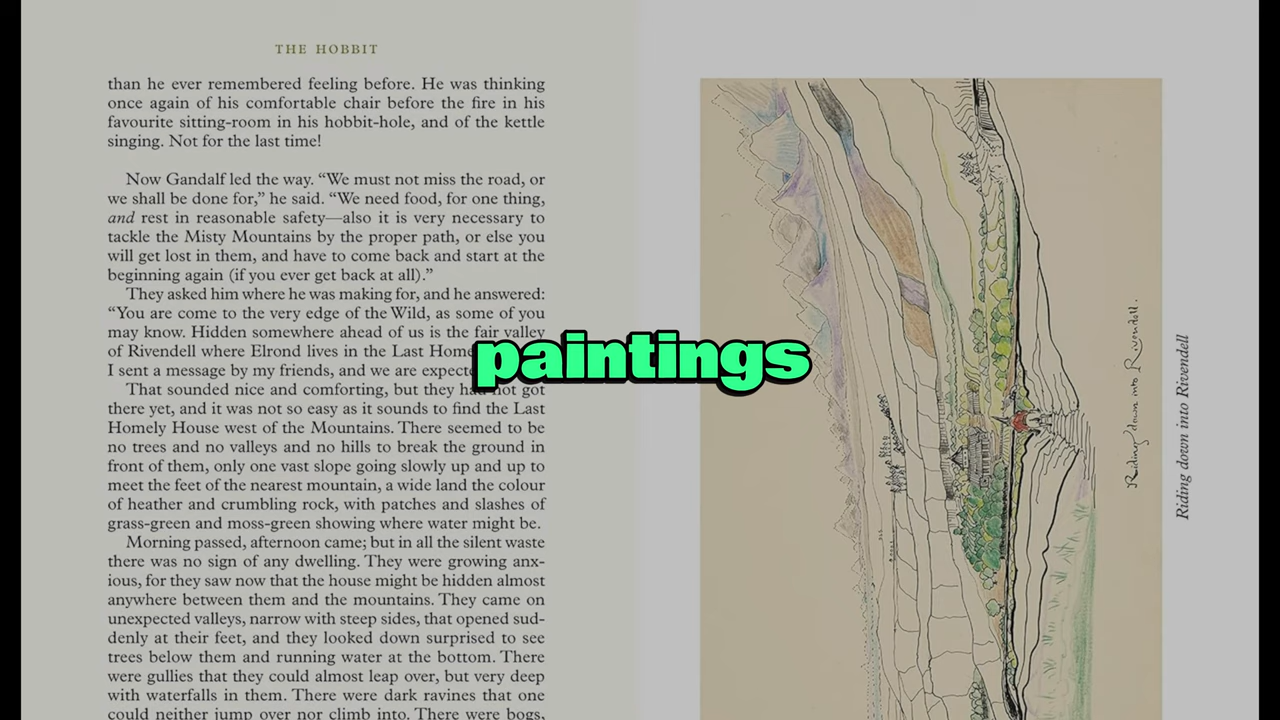 THE HOBBIT
than he ever remembered feeling before. He was thinking
once again of his comfortable chair before the fire in his
favourite sitting-room in his hobbit-hole, and of the kettle
singing. Not for the last time!
Now Gandalf led the way. “We must not miss the road, or
we shall be done for,” he said. “We need food, for one thing,
and rest in reasonable safety—also it is very necessary to
tackle the Misty Mountains by the proper path, or else you
will get lost in them, and have to come back and start at the
beginning again (if you ever get back at all).”
They asked him where he was making for, and he answered:
“You are come to the very edge of the Wild, as some of you
may know. Hidden somewhere ahead of us is the fair valley
of Rivendell where Elrond lives in the Last
I sent a message by my friends, and we are
That sounded nice and comforting, but they had not got
there yet, and it was not so easy as it sounds to find the Last
Homely House west of the Mountains. There seemed to be
no trees and no valleys and no hills to break the ground in
front of them, only one vast slope going slowly up and up to
meet the feet of the nearest mountain, a wide land the colour
of heather and crumbling rock, with patches and slashes of
grass-green and moss-green showing where water might be.
Morning passed, afternoon came; but in all the silent waste
there was no sign of any dwelling. They were growing anx-
ious, for they saw now that the house might be hidden almost
anywhere between them and the mountains. They came on
unexpected valleys, narrow with steep sides, that opened sud-
denly at their feet, and they looked down surprised to see
trees below them and running water at the bottom. There
were gullies that they could almost leap over, but very deep
with waterfalls in them. There were dark ravines that one
could neither jump over nor climb into. There were bogs,
paintings
Riding down into Rivendell.
Riding down into Rivendell